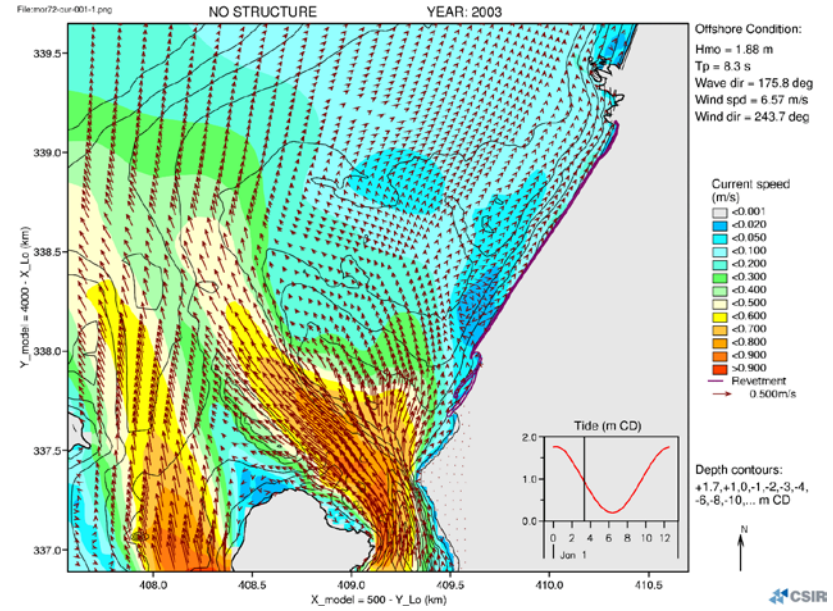 File:mor72-cur-001-1.png
NO STRUCTURE
YEAR: 2003
Offshore Condition:
Hmo = 1.88 m
Tp = 8.3 s
Wave dir = 175.8 deg
Wind spd = 6.57 m/s
Wind dir = 243.7 deg
Current speed
(m/s)
<0.001
<0.020
<0.050
<0.100
<0.200
<0.300
<0.400
<0.500
<0.600
<0.700
<0.800
<0.900
>0.900
Revetment
0.500m/s
Depth contours:
+1.7,+1,0,-1,-2,-3,-4,
-6,-8,-10,... m CD
N
Tide (m CD)
2.0
1.0
0.0
0 2 4 6 8 10 12
Jan 1
339.5
339.0
338.5
338.0
337.5
337.0
Y_model = 4000 - X_Lo (km)
408.0 408.5 409.0 409.5 410.0 410.5
X_model = 500 - Y_Lo (km)
CSIR